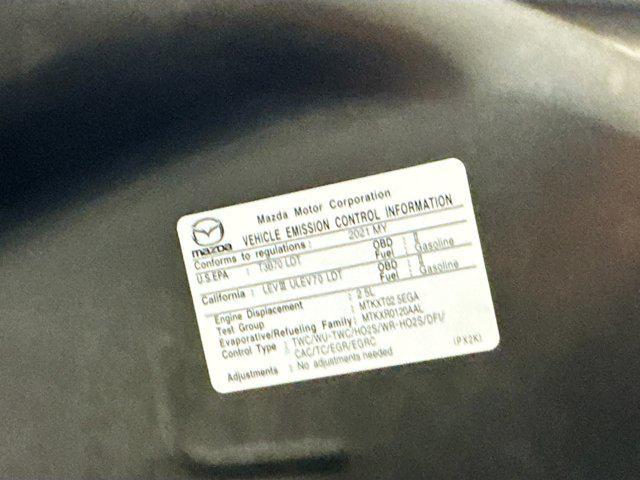 mazda
Mazda Motor Corporation
VEHICLE EMISSION CONTROL INFORMATION
Conforms to regulations : 2021 MY
U.S.EPA : T3B70 LDT OBD : II
Fuel : Gasoline
California : LEVIII ULEV70 LDT OBD : II
Fuel : Gasoline
Engine Displacement : 2.5L
Test Group : MTKXT02.5EGA
Evaporative/Refueling Family : MTKXR0120AAL
Control Type : TWC/WU-TWC/HO2S/WR-HO2S/DFI/
CAC/TC/EGR/EGRC
Adjustments : No adjustments needed (PX2K)